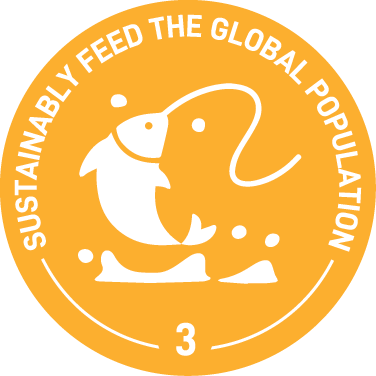 SUSTAINABLY FEED THE GLOBAL POPULATION
3